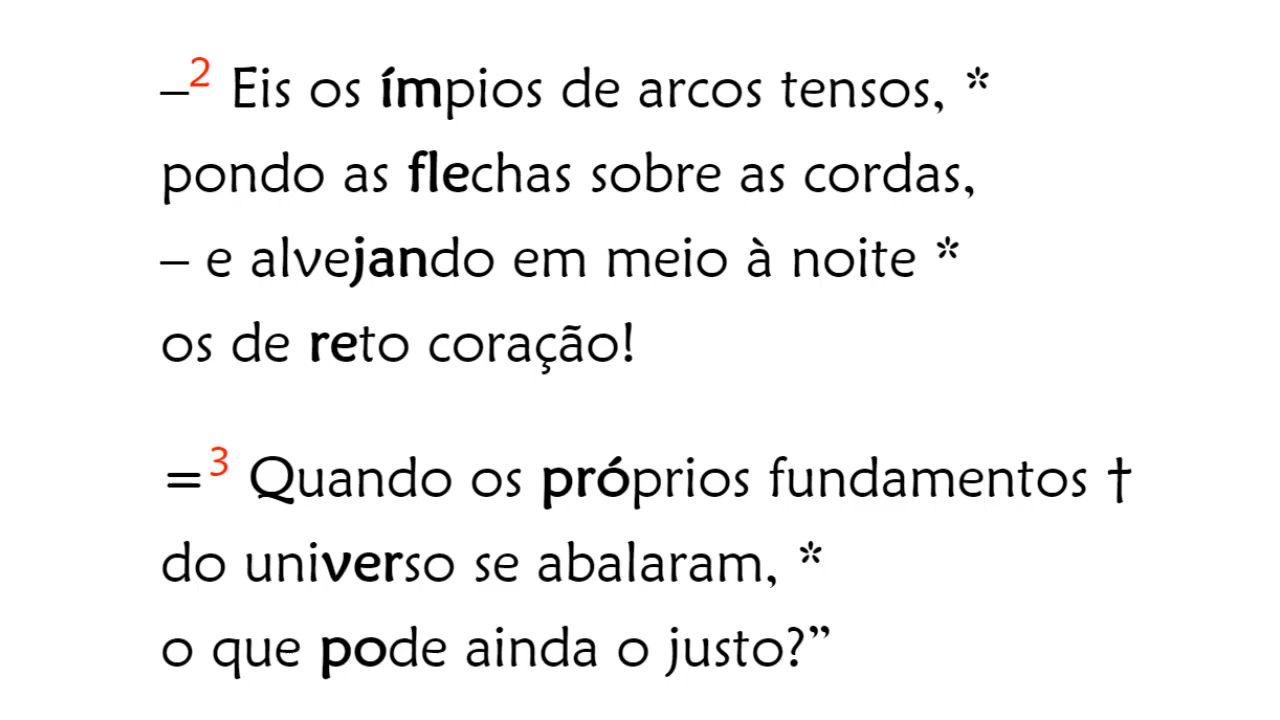 –2 Eis os ímpios de arcos tensos, *
pondo as flechas sobre as cordas,
– e alvejando em meio à noite *
os de reto coração!
=3 Quando os próprios fundamentos †
do universo se abalaram, *
o que pode ainda o justo?”